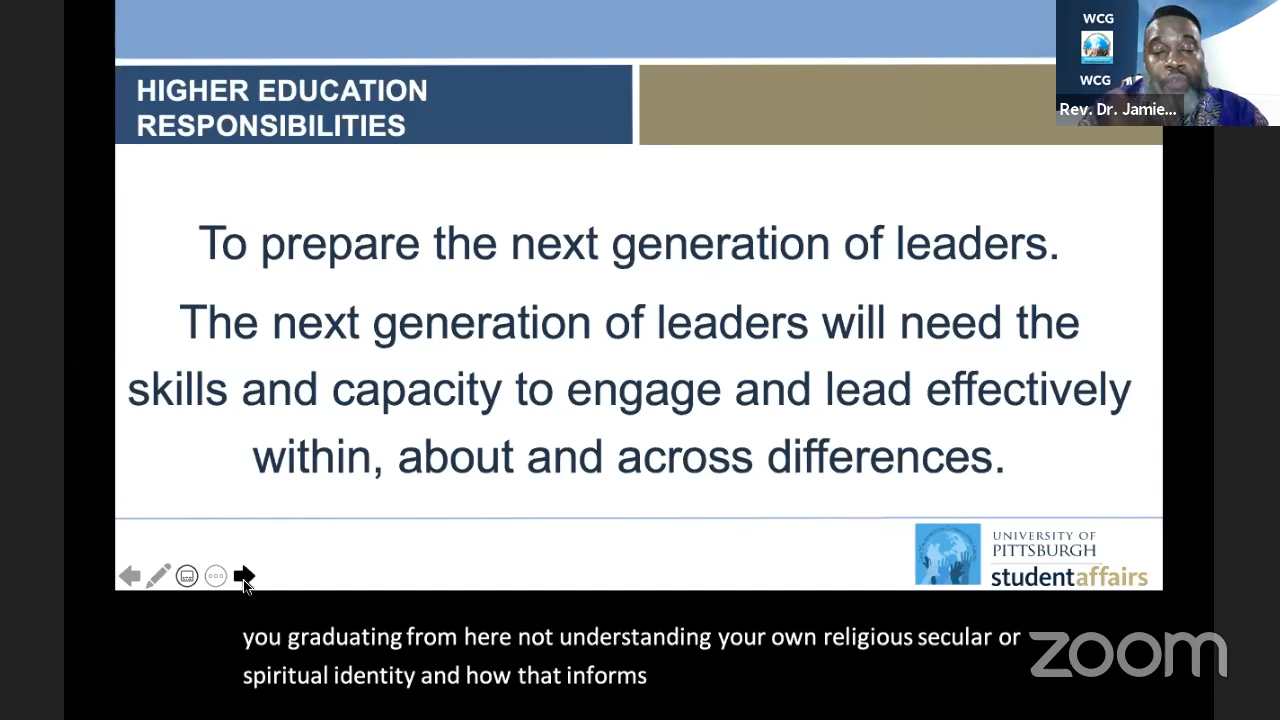 WCG
WCG
Rev. Dr. Jamie...
HIGHER EDUCATION
RESPONSIBILITIES
To prepare the next generation of leaders.
The next generation of leaders will need the
skills and capacity to engage and lead effectively
within, about and across differences.
UNIVERSITY OF
PITTSBURGH
studentaffairs
you graduating from here not understanding your own religious secular or
spiritual identity and how that informs
zoom